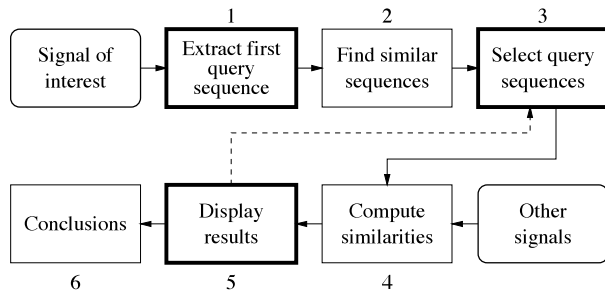 1
2
3
Signal of
interest
Extract first
query
sequence
Find similar
sequences
Select query
sequences
Conclusions
Display
results
Compute
similarities
Other
signals
6
5
4